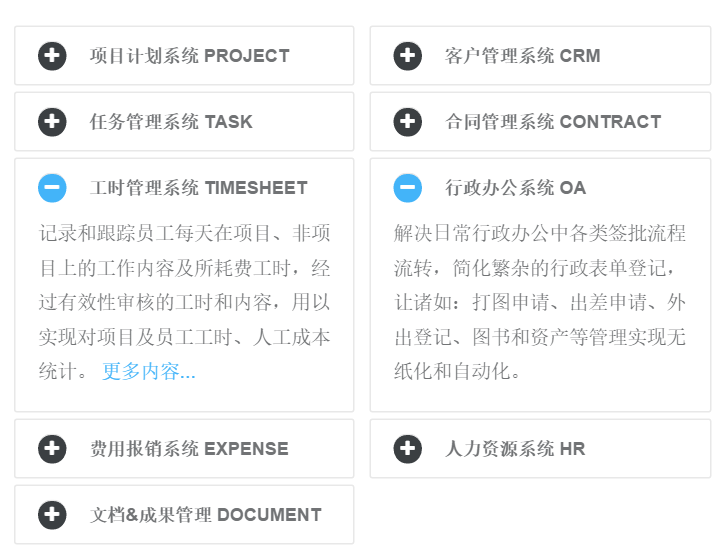 项目计划系统 PROJECT
任务管理系统 TASK
工时管理系统 TIMESHEET
记录和跟踪员工每天在项目、非项
目上的工作内容及所耗费工时，经
过有效性审核的工时和内容，用以
实现对项目及员工工时、人工成本
统计。 更多内容...
费用报销系统 EXPENSE
文档&成果管理 DOCUMENT
客户管理系统 CRM
合同管理系统 CONTRACT
行政办公系统 OA
解决日常行政办公中各类签批流程
流转，简化繁杂的行政表单登记，
让诸如：打图申请、出差申请、外
出登记、图书和资产等管理实现无
纸化和自动化。
人力资源系统 HR